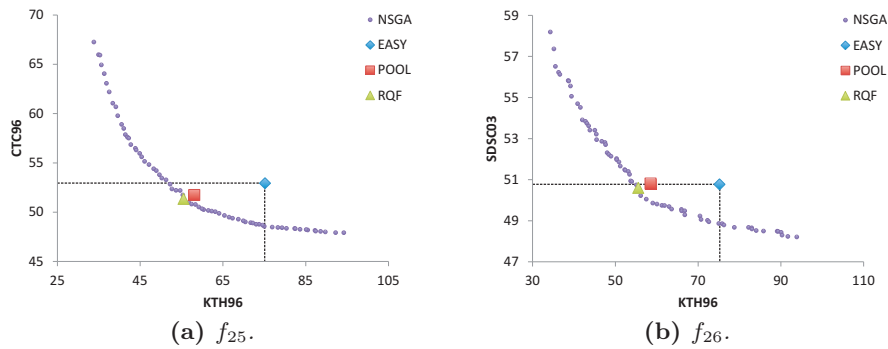 70
65
60
55
50
45
CTC96
25 45 65 85 105
KTH96
NSGA
EASY
POOL
RQF
(a) f25.
59
57
55
53
51
49
47
SDSC03
30 50 70 90 110
KTH96
NSGA
EASY
POOL
RQF
(b) f26.